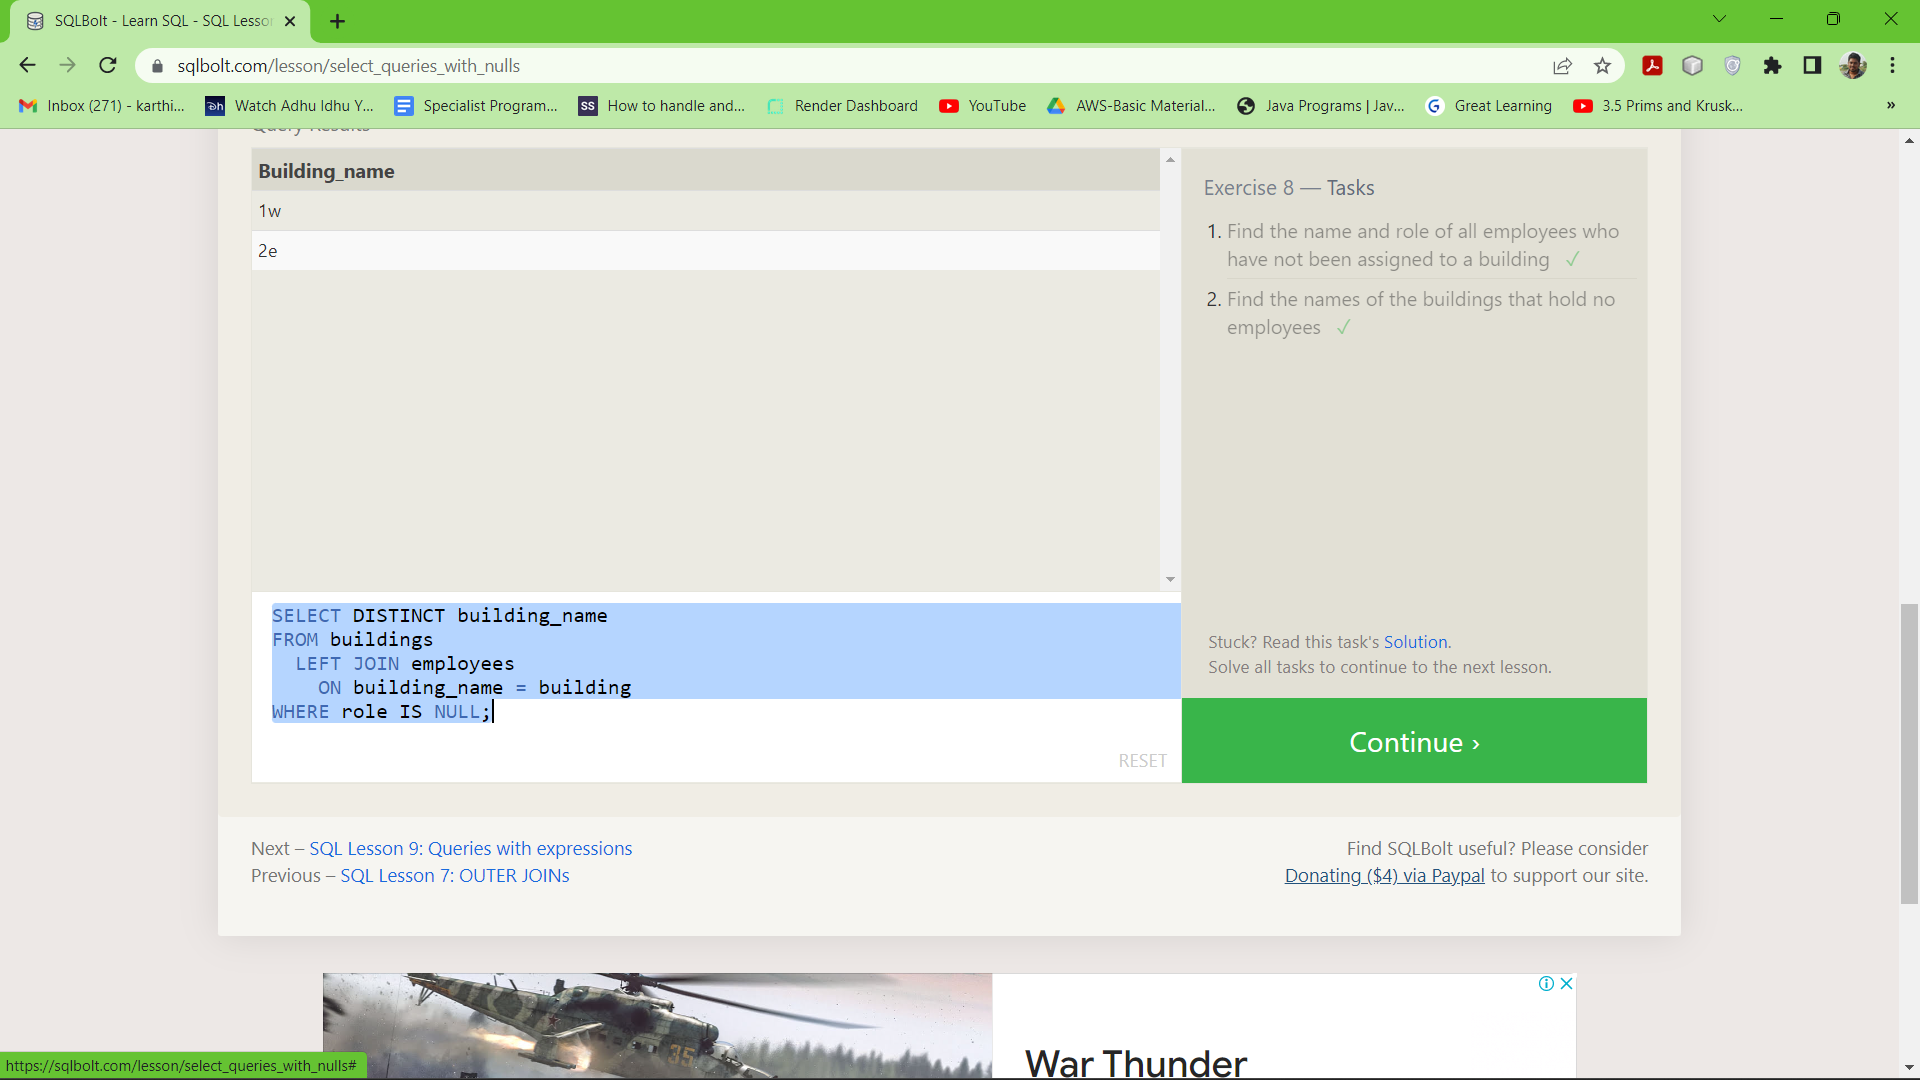 SQLBolt - Learn SQL - SQL Lesson
sqlbolt.com/lesson/select_queries_with_nulls
Inbox (271) - karthi...
Watch Adhu Idhu Y...
Specialist Program...
SS
How to handle and...
Render Dashboard
YouTube
AWS-Basic Material...
Java Programs | Jav...
Great Learning
3.5 Prims and Krusk...
»
Query Results
Building_name
1w
2e
Exercise 8 — Tasks
1. Find the name and role of all employees who
have not been assigned to a building ✓
2. Find the names of the buildings that hold no
employees ✓
SELECT DISTINCT building_name
FROM buildings
LEFT JOIN employees
ON building_name = building
WHERE role IS NULL;
RESET
Stuck? Read this task's Solution.
Solve all tasks to continue to the next lesson.
Continue ›
Next – SQL Lesson 9: Queries with expressions
Previous – SQL Lesson 7: OUTER JOINs
Find SQLBolt useful? Please consider
Donating ($4) via Paypal to support our site.
35
War Thunder
https://sqlbolt.com/lesson/select_queries_with_nulls#